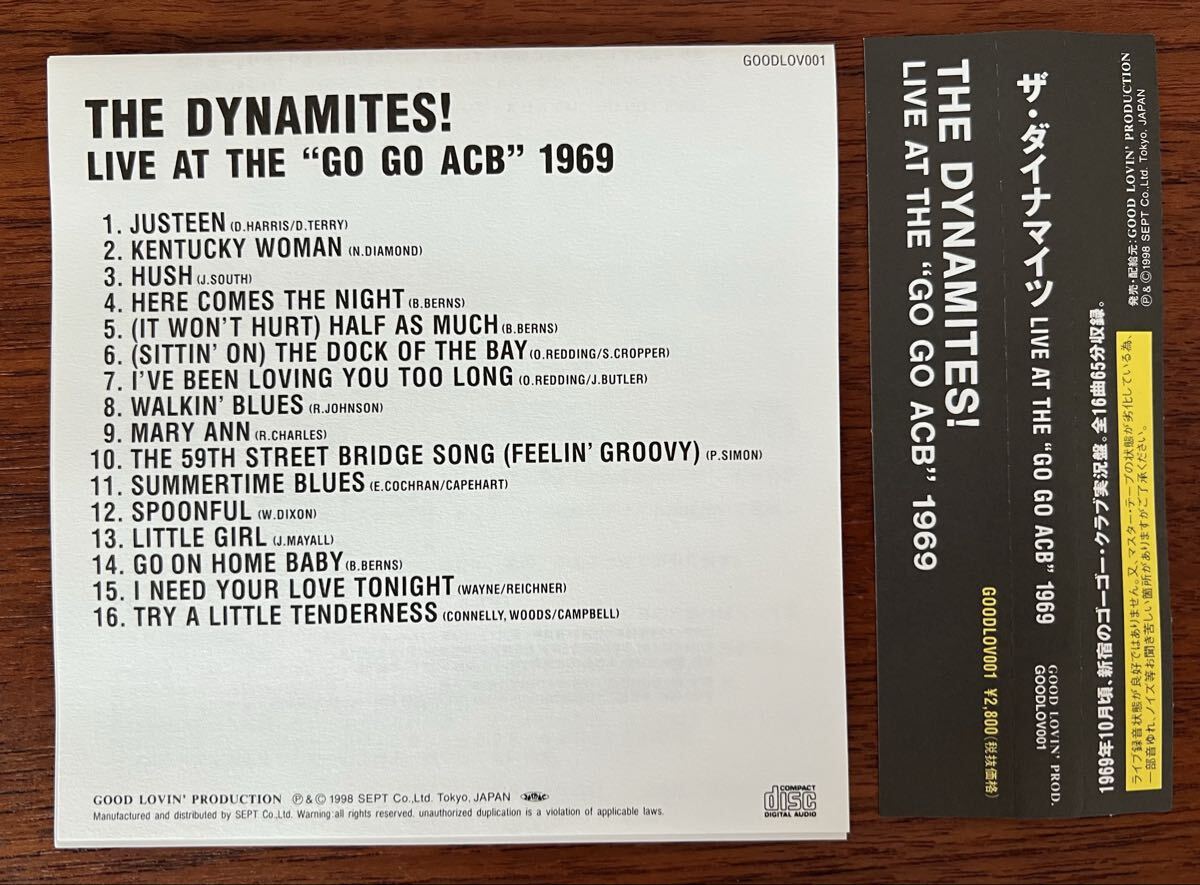 GOODLOV001
THE DYNAMITES!
LIVE AT THE “GO GO ACB” 1969
1. JUSTEEN (D.HARRIS/D.TERRY)
2. KENTUCKY WOMAN (N.DIAMOND)
3. HUSH (J.SOUTH)
4. HERE COMES THE NIGHT (B.BERNS)
5. (IT WON'T HURT) HALF AS MUCH (B.BERNS)
6. (SITTIN' ON) THE DOCK OF THE BAY (O.REDDING/S.CROPPER)
7. I'VE BEEN LOVING YOU TOO LONG (O.REDDING/J.BUTLER)
8. WALKIN' BLUES (R.JOHNSON)
9. MARY ANN (R.CHARLES)
10. THE 59TH STREET BRIDGE SONG (FEELIN' GROOVY) (P.SIMON)
11. SUMMERTIME BLUES (E.COCHRAN/CAPEHART)
12. SPOONFUL (W.DIXON)
13. LITTLE GIRL (J.MAYALL)
14. GO ON HOME BABY (B.BERNS)
15. I NEED YOUR LOVE TONIGHT (WAYNE/REICHNER)
16. TRY A LITTLE TENDERNESS (CONNELLY, WOODS/CAMPBELL)
GOOD LOVIN' PRODUCTION ℗&©1998 SEPT Co.,Ltd. Tokyo, JAPAN
Manufactured and distributed by SEPT Co.,Ltd. Warning:all rights reserved. unauthorized duplication is a violation of applicable laws.
COMPACT
disc
DIGITAL AUDIO
THE DYNAMITES!
LIVE AT THE “GO GO ACB” 1969
GOODLOV001 ¥2,800(税抜価格)
ザ・ダイナマイツ LIVE AT THE “GO GO ACB” 1969
GOOD LOVIN' PROD.
GOODLOV001
1969年10月頃、新宿のゴーゴー・クラブ実況盤。全16曲65分収録。
発売・配給元:GOOD LOVIN' PRODUCTION
℗&©1998 SEPT Co.,Ltd. Tokyo, JAPAN
ライブ録音状態が良好ではありません。又、マスター・テープの状態が劣化している為、
一部音ゆれ、ノイズ等お聞き苦しい箇所がありますがご了承ください。